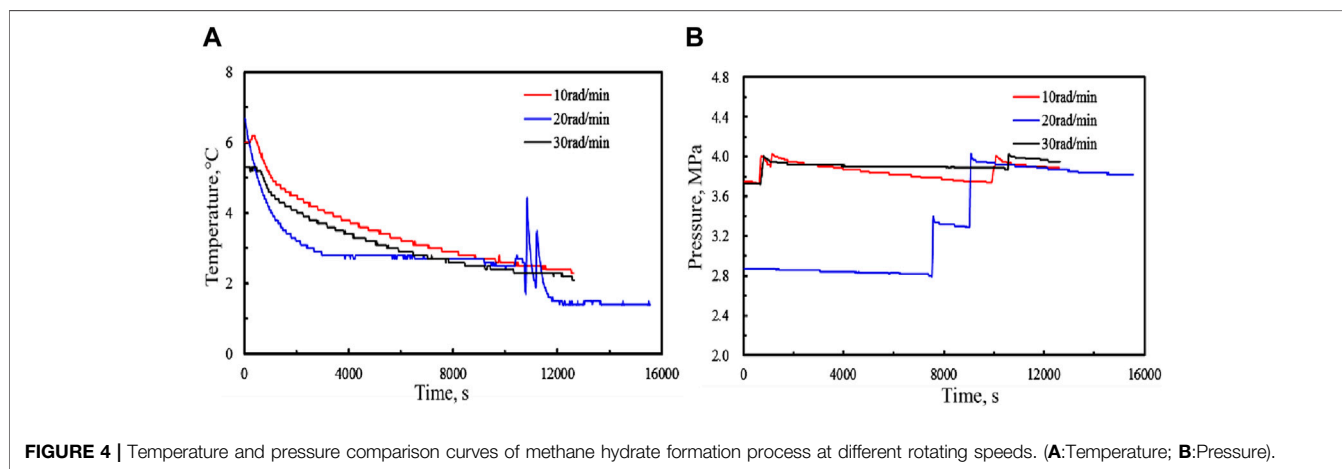 A
B
8
6
4
2
0
Temperature,°C
10rad/min
20rad/min
30rad/min
0 4000 8000 12000 16000
Time, s
4.8
4.4
4.0
3.6
3.2
2.8
2.4
2.0
Pressure, MPa
10rad/min
20rad/min
30rad/min
0 4000 8000 12000 16000
Time, s
FIGURE 4 | Temperature and pressure comparison curves of methane hydrate formation process at different rotating speeds. (A:Temperature; B:Pressure).